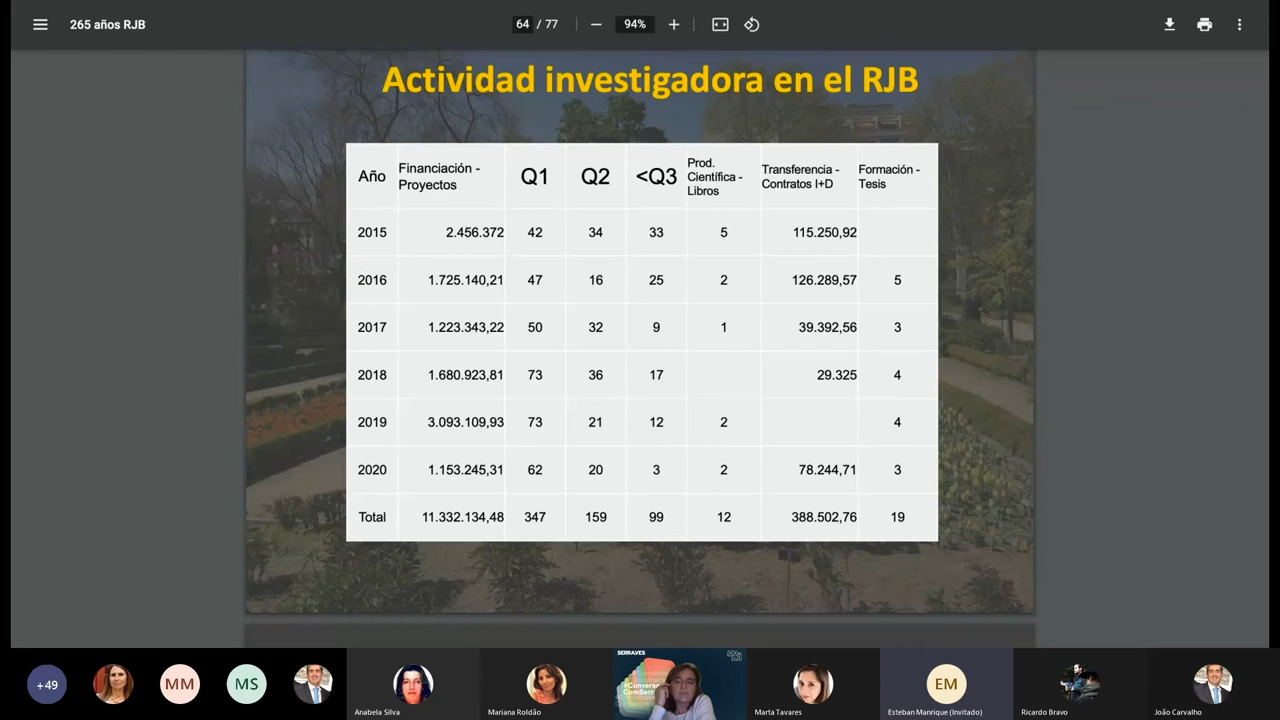 265 años RJB
64 / 77
94%
Actividad investigadora en el RJB
Año Financiación - Proyectos Q1 Q2 <Q3 Prod. Científica - Libros Transferencia - Contratos I+D Formación - Tesis
2015 2.456.372 42 34 33 5 115.250,92
2016 1.725.140,21 47 16 25 2 126.289,57 5
2017 1.223.343,22 50 32 9 1 39.392,56 3
2018 1.680.923,81 73 36 17 29.325 4
2019 3.093.109,93 73 21 12 2 4
2020 1.153.245,31 62 20 3 2 78.244,71 3
Total 11.332.134,48 347 159 99 12 388.502,76 19
+49
MM
MS
SERRALVES
EM
Anabela Silva
Mariana Roldão
Marta Tavares
Esteban Manrique (Invitado)
Ricardo Bravo
João Carvalho